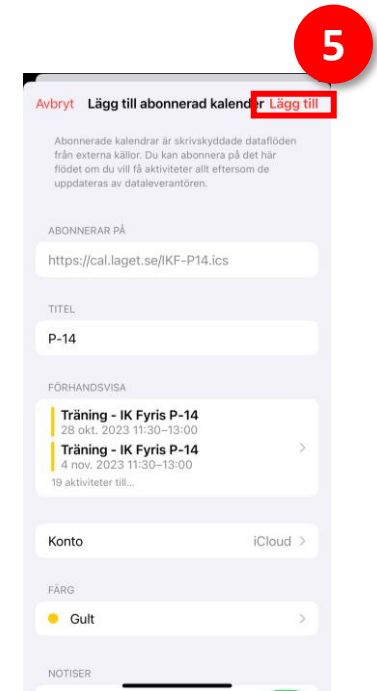 5
Avbryt Lägg till abonnerad kalender Lägg till
Abonnerade kalendrar är skrivskyddade dataflöden
från externa källor. Du kan abonnera på det här
flödet om du vill få aktiviteter allt eftersom de
uppdateras av dataleverantören.
ABONNERAR PÅ
https://cal.laget.se/IKF-P14.ics
TITEL
P-14
FÖRHANDSVISA
Träning - IK Fyris P-14
28 okt. 2023 11:30–13:00
Träning - IK Fyris P-14
4 nov. 2023 11:30–13:00
19 aktiviteter till...
Konto iCloud
FÄRG
Gult
NOTISER